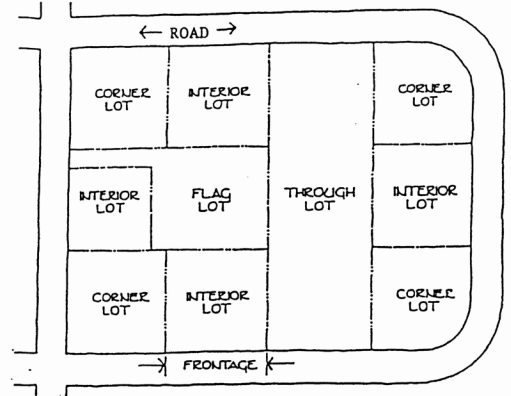 ← ROAD →
CORNER
LOT
INTERIOR
LOT
CORNER
LOT
INTERIOR
LOT
FLAG
LOT
THROUGH
LOT
INTERIOR
LOT
CORNER
LOT
INTERIOR
LOT
CORNER
LOT
FRONTAGE